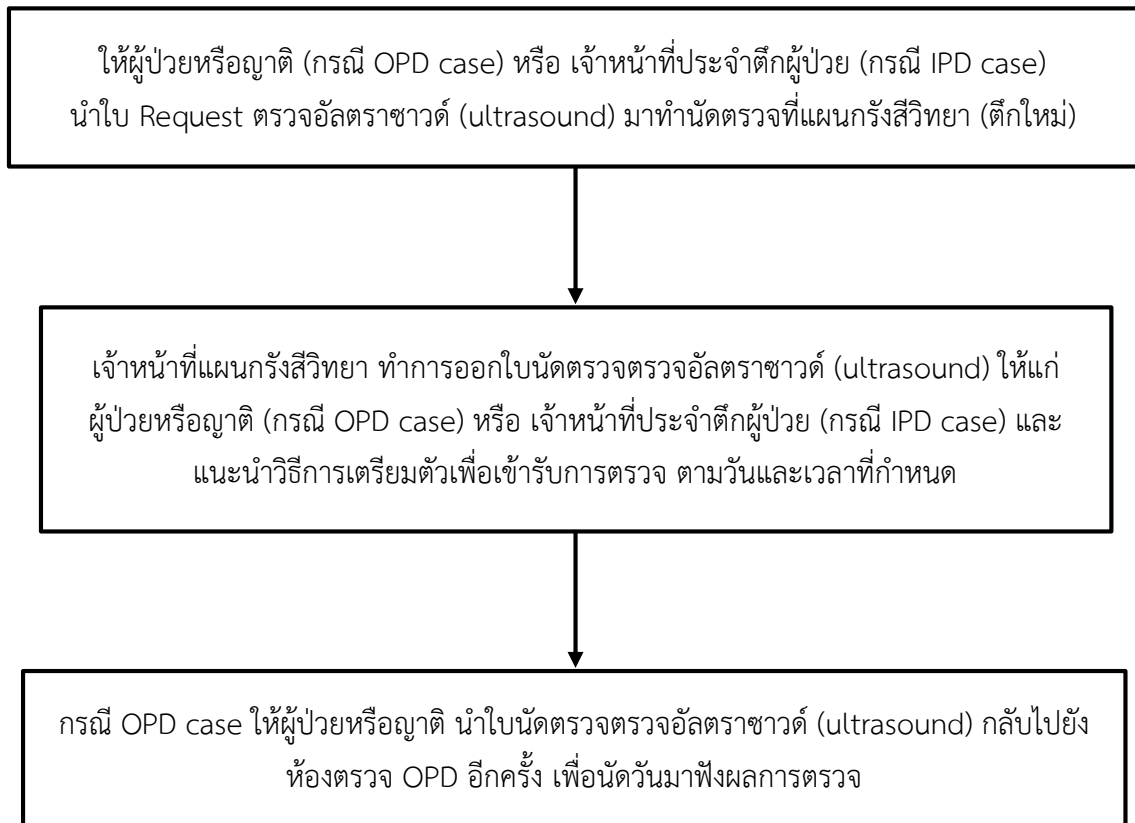 ให้ผู้ป่วยหรือญาติ (กรณี OPD case) หรือ เจ้าหน้าที่ประจำตึกผู้ป่วย (กรณี IPD case)
นำใบ Request ตรวจอัลตราซาวด์ (ultrasound) มาทำนัดตรวจที่แผนกรังสีวิทยา (ตึกใหม่)
เจ้าหน้าที่แผนกรังสีวิทยา ทำการออกใบนัดตรวจตรวจอัลตราซาวด์ (ultrasound) ให้แก่
ผู้ป่วยหรือญาติ (กรณี OPD case) หรือ เจ้าหน้าที่ประจำตึกผู้ป่วย (กรณี IPD case) และ
แนะนำวิธีการเตรียมตัวเพื่อเข้ารับการตรวจ ตามวันและเวลาที่กำหนด
กรณี OPD case ให้ผู้ป่วยหรือญาติ นำใบนัดตรวจตรวจอัลตราซาวด์ (ultrasound) กลับไปยัง
ห้องตรวจ OPD อีกครั้ง เพื่อนัดวันมาฟังผลการตรวจ